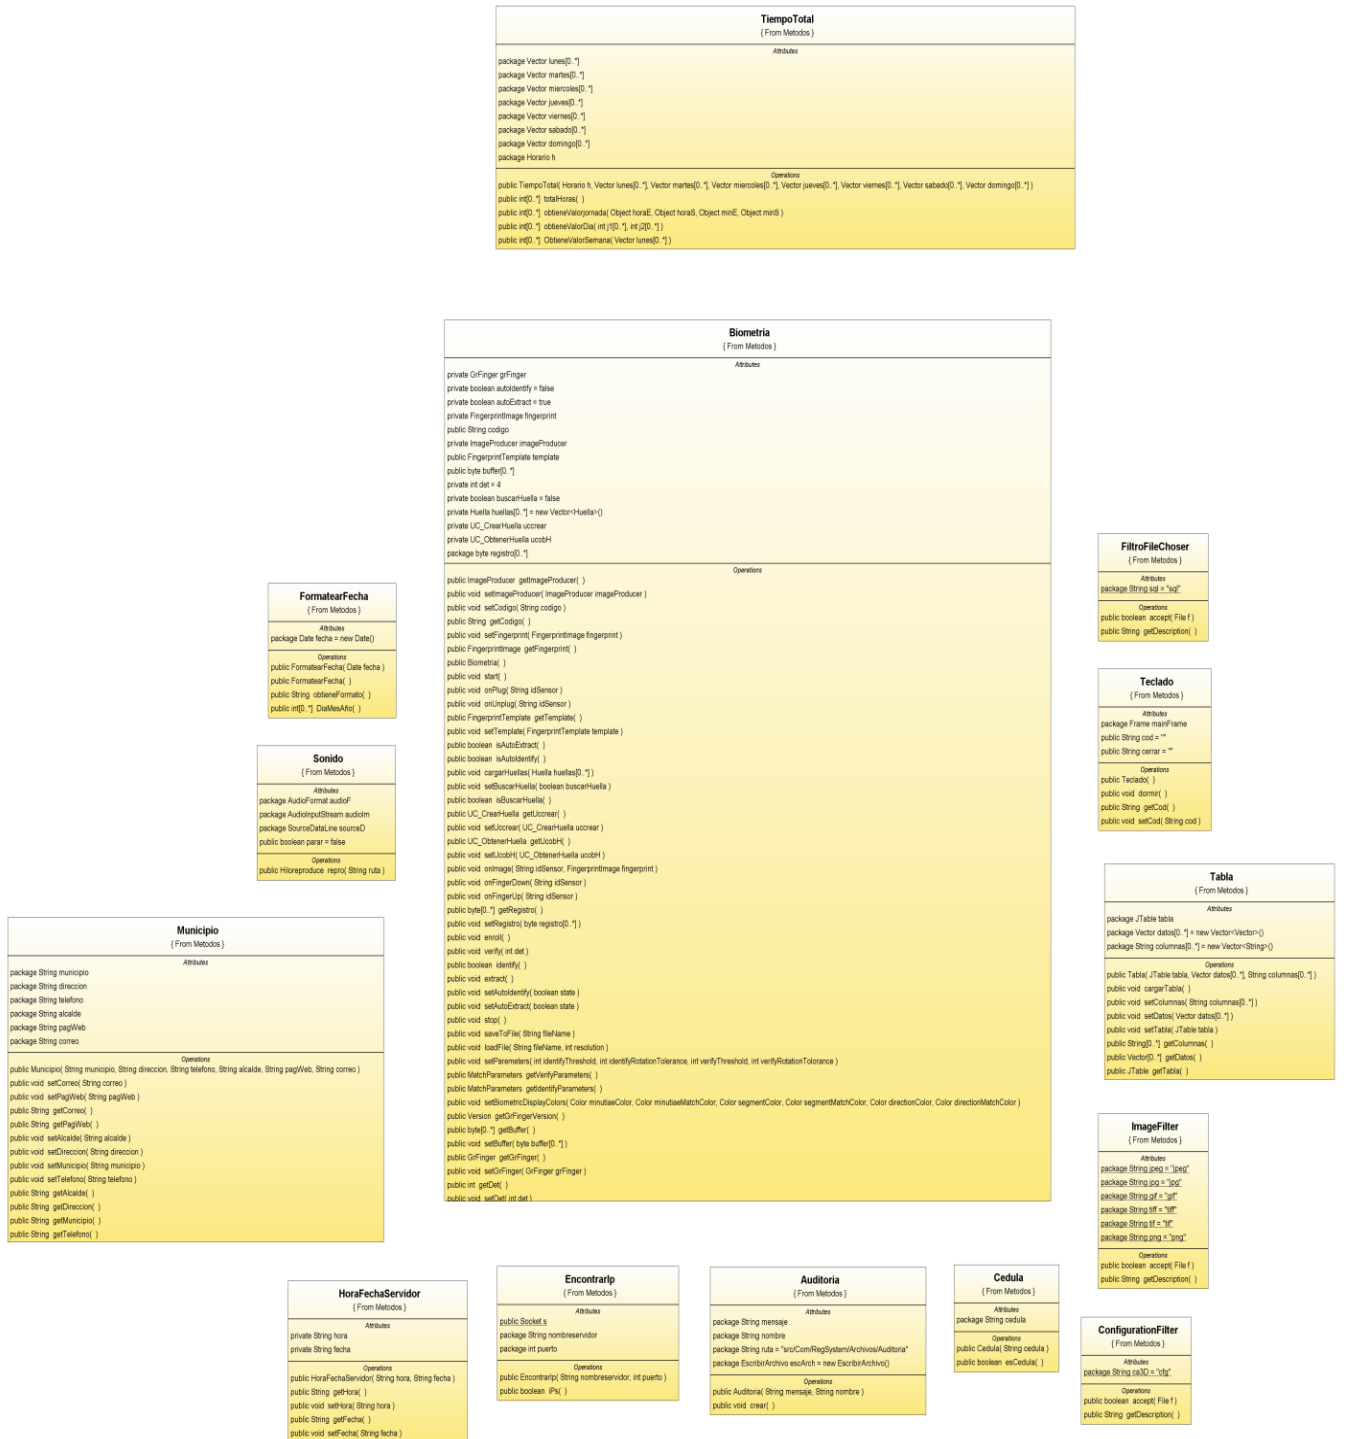 TiempoTotal
{ From Metodos }
Attributes
package Vector lunes[0..*]
package Vector martes[0..*]
package Vector miercoles[0..*]
package Vector jueves[0..*]
package Vector viernes[0..*]
package Vector sabado[0..*]
package Vector domingo[0..*]
package Horario h
Operations
public TiempoTotal( Horario h, Vector lunes[0..*], Vector martes[0..*], Vector miercoles[0..*], Vector jueves[0..*], Vector viernes[0..*], Vector sabado[0..*], Vector domingo[0..*] )
public int[0..*] totalHoras( )
public int[0..*] obtieneValorjornada( Object horaE, Object horaS, Object minE, Object minS )
public int[0..*] obtieneValorDia( int j1[0..*], int j2[0..*] )
public int[0..*] ObtieneValorSemana( Vector lunes[0..*] )
Biometria
{ From Metodos }
Attributes
private GrFinger grFinger
private boolean autoIdentify = false
private boolean autoExtract = true
private FingerprintImage fingerprint
public String codigo
private ImageProducer imageProducer
public FingerprintTemplate template
public byte buffer[0..*]
private int det = 4
private boolean buscarHuella = false
private Huella huellas[0..*] = new Vector<Huella>()
private UC_CrearHuella uccrear
private UC_ObtenerHuella ucobH
package byte registro[0..*]
Operations
public ImageProducer getImageProducer( )
public void setImageProducer( ImageProducer imageProducer )
public void setCodigo( String codigo )
public String getCodigo( )
public void setFingerprint( FingerprintImage fingerprint )
public FingerprintImage getFingerprint( )
public Biometria( )
public void start( )
public void onPlug( String idSensor )
public void onUnplug( String idSensor )
public FingerprintTemplate getTemplate( )
public void setTemplate( FingerprintTemplate template )
public boolean isAutoExtract( )
public boolean isAutoIdentify( )
public void cargarHuellas( Huella huellas[0..*] )
public void setBuscarHuella( boolean buscarHuella )
public boolean isBuscarHuella( )
public UC_CrearHuella getUccrear( )
public void setUccrear( UC_CrearHuella uccrear )
public UC_ObtenerHuella getUcobH( )
public void setUcobH( UC_ObtenerHuella ucobH )
public void onImage( String idSensor, FingerprintImage fingerprint )
public void onFingerDown( String idSensor )
public void onFingerUp( String idSensor )
public byte[0..*] getRegistro( )
public void setRegistro( byte registro[0..*] )
public void enroll( )
public void verify( int det )
public boolean identify( )
public void extract( )
public void setAutoIdentify( boolean state )
public void setAutoExtract( boolean state )
public void stop( )
public void saveToFile( String fileName )
public void loadFile( String fileName, int resolution )
public void setParemeters( int identifyThreshold, int identifyRotationTolerance, int verifyThreshold, int verifyRotationTolorance )
public MatchParameters getVerifyParameters( )
public MatchParameters getIdentifyParameters( )
public void setBiometricDisplayColors( Color minutiaeColor, Color minutiaeMatchColor, Color segmentColor, Color segmentMatchColor, Color directionColor, Color directionMatchColor )
public Version getGrFingerVersion( )
public byte[0..*] getBuffer( )
public void setBuffer( byte buffer[0..*] )
public GrFinger getGrFinger( )
public void setGrFinger( GrFinger grFinger )
public int getDet( )
public void setDet( int det )
FiltroFileChoser
{ From Metodos }
Attributes
package String sql = "sql"
Operations
public boolean accept( File f )
public String getDescription( )
FormatearFecha
{ From Metodos }
Attributes
package Date fecha = new Date()
Operations
public FormatearFecha( Date fecha )
public FormatearFecha( )
public String obtieneFormato( )
public int[0..*] DiaMesAño( )
Teclado
{ From Metodos }
Attributes
package Frame mainFrame
public String cod = ""
public String cerrar = ""
Operations
public Teclado( )
public void dormir( )
public String getCod( )
public void setCod( String cod )
Sonido
{ From Metodos }
Attributes
package AudioFormat audioF
package AudioInputStream audioIm
package SourceDataLine sourceD
public boolean parar = false
Operations
public Hiloreproduce repro( String ruta )
Tabla
{ From Metodos }
Attributes
package JTable tabla
package Vector datos[0..*] = new Vector<Vector>()
package String columnas[0..*] = new Vector<String>()
Operations
public Tabla( JTable tabla, Vector datos[0..*], String columnas[0..*] )
public void cargarTabla( )
public void setColumnas( String columnas[0..*] )
public void setDatos( Vector datos[0..*] )
public void setTabla( JTable tabla )
public String[0..*] getColumnas( )
public Vector[0..*] getDatos( )
public JTable getTabla( )
Municipio
{ From Metodos }
Attributes
package String municipio
package String direccion
package String telefono
package String alcalde
package String pagWeb
package String correo
Operations
public Municipio( String municipio, String direccion, String telefono, String alcalde, String pagWeb, String correo )
public void setCorreo( String correo )
public void setPagWeb( String pagWeb )
public String getCorreo( )
public String getPagWeb( )
public void setAlcalde( String alcalde )
public void setDireccion( String direccion )
public void setMunicipio( String municipio )
public void setTelefono( String telefono )
public String getAlcalde( )
public String getDireccion( )
public String getMunicipio( )
public String getTelefono( )
ImageFilter
{ From Metodos }
Attributes
package String jpeg = "jpeg"
package String jpg = "jpg"
package String gif = "gif"
package String tiff = "tiff"
package String tif = "tif"
package String png = "png"
Operations
public boolean accept( File f )
public String getDescription( )
HoraFechaServidor
{ From Metodos }
Attributes
private String hora
private String fecha
Operations
public HoraFechaServidor( String hora, String fecha )
public String getHora( )
public void setHora( String hora )
public String getFecha( )
public void setFecha( String fecha )
EncontrarIp
{ From Metodos }
Attributes
public Socket s
package String nombreservidor
package int puerto
Operations
public EncontrarIp( String nombreservidor, int puerto )
public boolean iPs( )
Auditoria
{ From Metodos }
Attributes
package String mensaje
package String nombre
package String ruta = "src/Com/RegSystem/Archivos/Auditoria"
package EscribirArchivo escArch = new EscribirArchivo()
Operations
public Auditoria( String mensaje, String nombre )
public void crear( )
Cedula
{ From Metodos }
Attributes
package String cedula
Operations
public Cedula( String cedula )
public boolean esCedula( )
ConfigurationFilter
{ From Metodos }
Attributes
package String ca3D = "cfg"
Operations
public boolean accept( File f )
public String getDescription( )